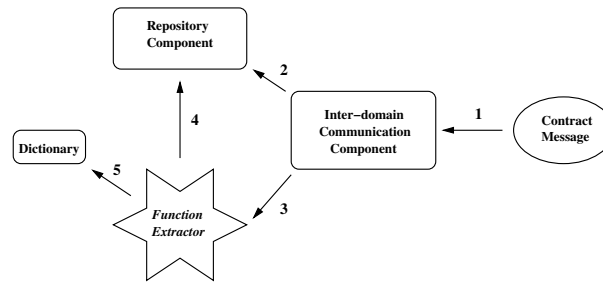 Repository
Component
2
1
Inter-domain
Communication
Component
Contract
Message
4
Dictionary
5
3
Function
Extractor